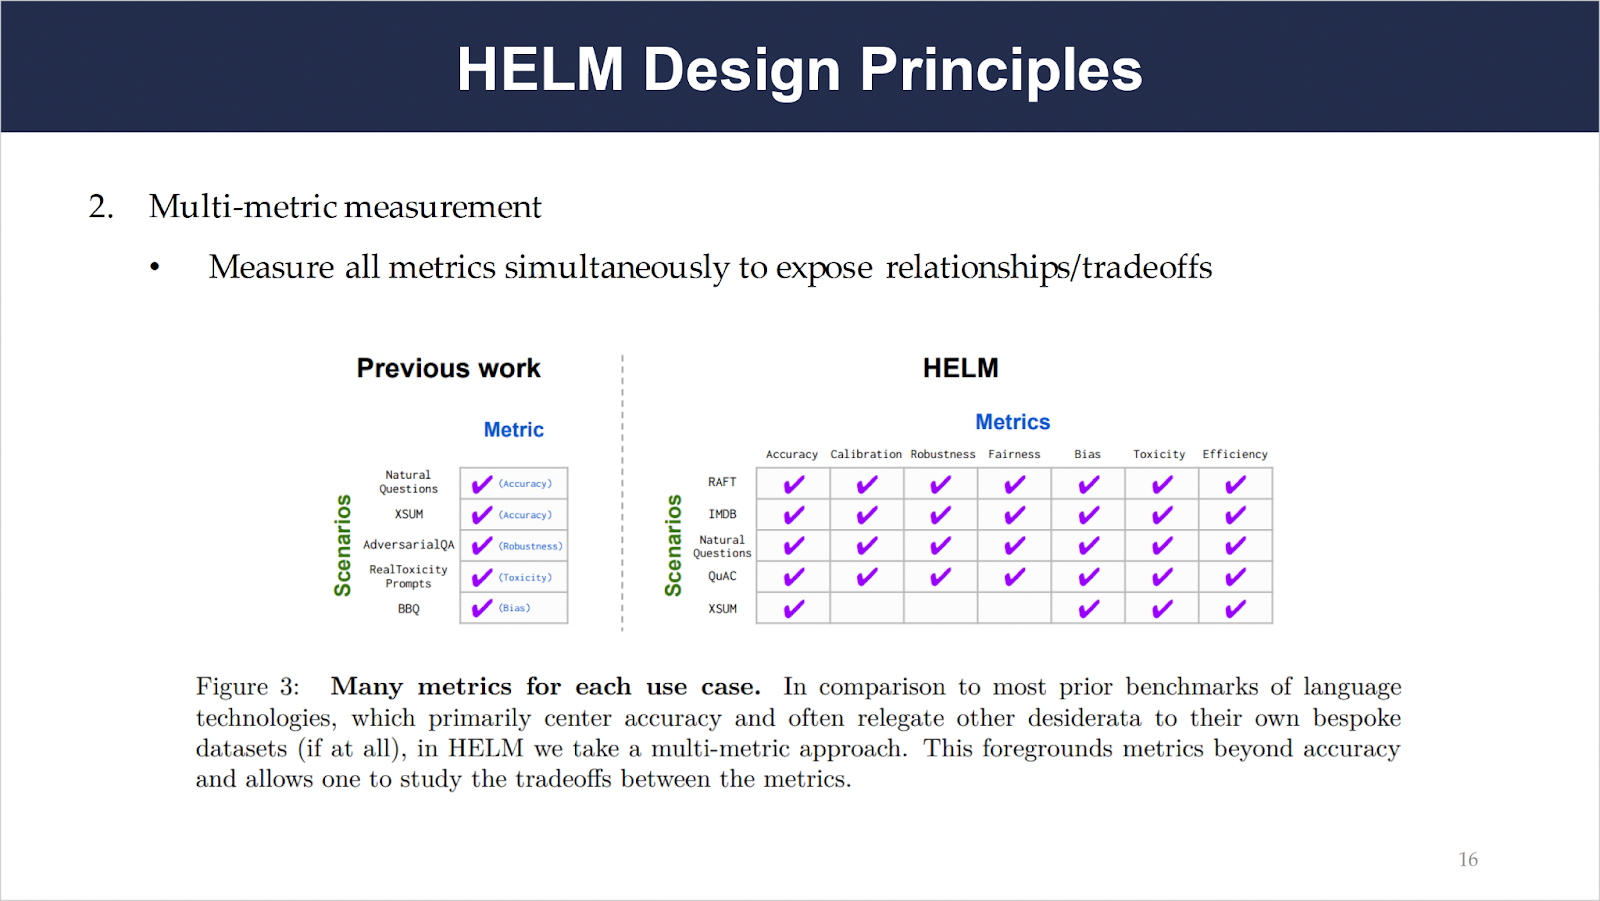 HELM Design Principles
2. Multi-metric measurement
• Measure all metrics simultaneously to expose relationships/tradeoffs
Previous work
Metric
Scenarios
Natural
Questions
✔ (Accuracy)
XSUM
✔ (Accuracy)
AdversarialQA
✔ (Robustness)
RealToxicity
Prompts
✔ (Toxicity)
BBQ
✔ (Bias)
HELM
Metrics
Accuracy Calibration Robustness Fairness Bias Toxicity Efficiency
Scenarios
RAFT ✔ ✔ ✔ ✔ ✔ ✔ ✔
IMDB ✔ ✔ ✔ ✔ ✔ ✔ ✔
Natural
Questions ✔ ✔ ✔ ✔ ✔ ✔ ✔
QuAC ✔ ✔ ✔ ✔ ✔ ✔ ✔
XSUM ✔ ✔ ✔ ✔
Figure 3: Many metrics for each use case. In comparison to most prior benchmarks of language
technologies, which primarily center accuracy and often relegate other desiderata to their own bespoke
datasets (if at all), in HELM we take a multi-metric approach. This foregrounds metrics beyond accuracy
and allows one to study the tradeoffs between the metrics.
16